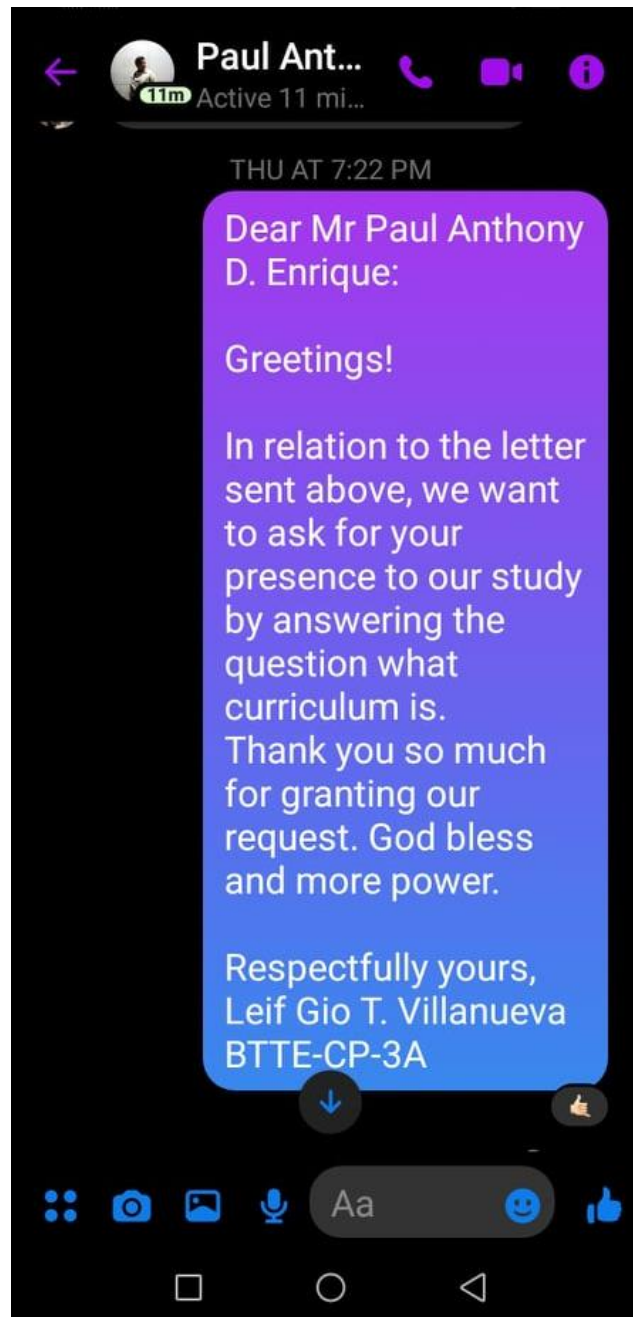 Paul Ant...
11m Active 11 mi...
THU AT 7:22 PM
Dear Mr Paul Anthony
D. Enrique:
Greetings!
In relation to the letter
sent above, we want
to ask for your
presence to our study
by answering the
question what
curriculum is.
Thank you so much
for granting our
request. God bless
and more power.
Respectfully yours,
Leif Gio T. Villanueva
BTTE-CP-3A
Aa